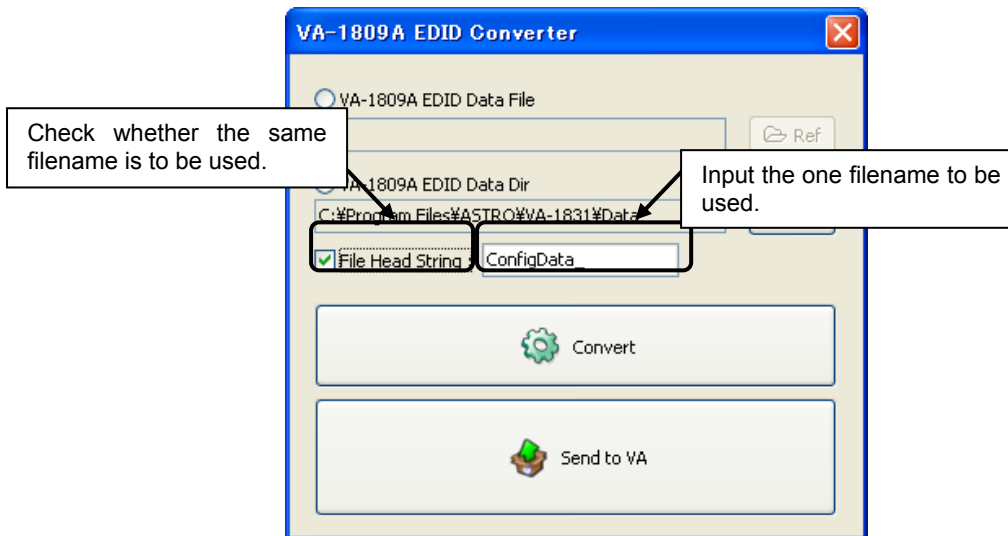 VA-1809A EDID Converter
VA-1809A EDID Data File
Ref
Check whether the same
filename is to be used.
Input the one filename to be
used.
VA-1809A EDID Data Dir
C:¥Program Files¥ASTRO¥VA-1831¥Data
File Head String :
ConfigData_
Convert
Send to VA